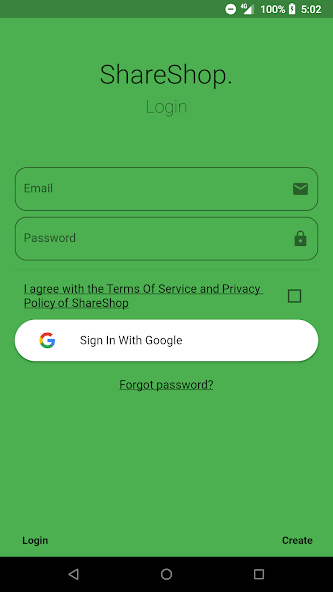 4G 100% 5:02
ShareShop.
Login
Email
Password
I agree with the Terms Of Service and Privacy
Policy of ShareShop
Sign In With Google
Forgot password?
Login Create